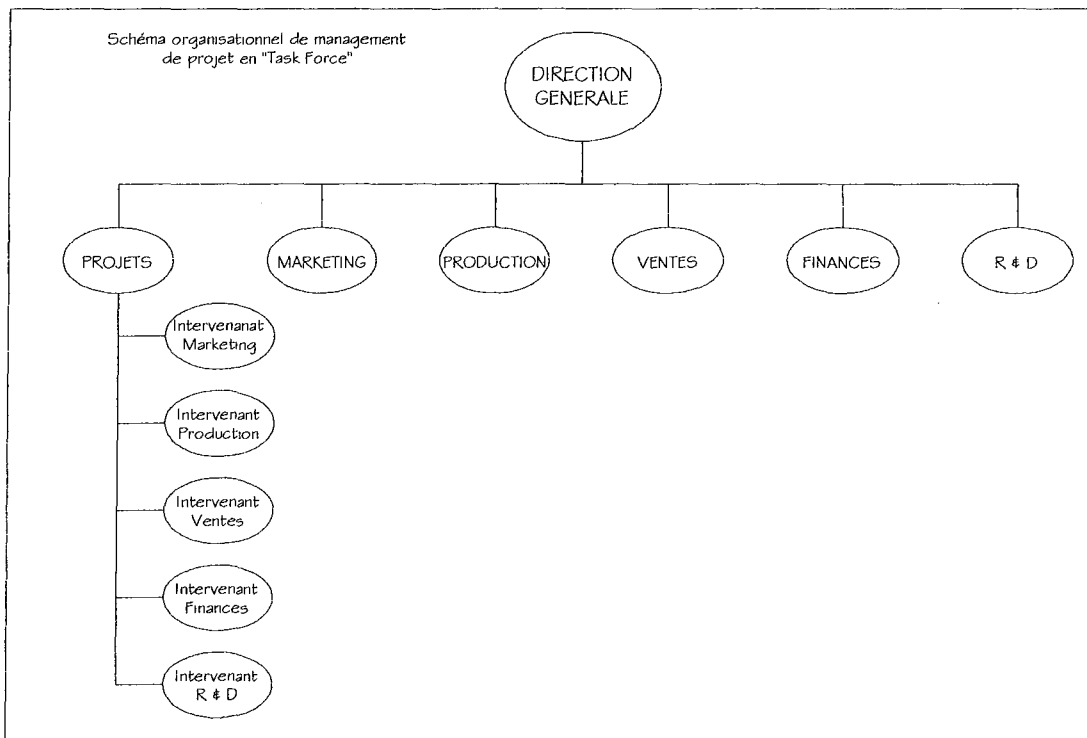 Schéma organisationnel de management
de projet en "Task Force"
DIRECTION
GENERALE
PROJETS
MARKETING
PRODUCTION
VENTES
FINANCES
R & D
Intervenanat
Marketing
Intervenant
Production
Intervenant
Ventes
Intervenant
Finances
Intervenant
R & D